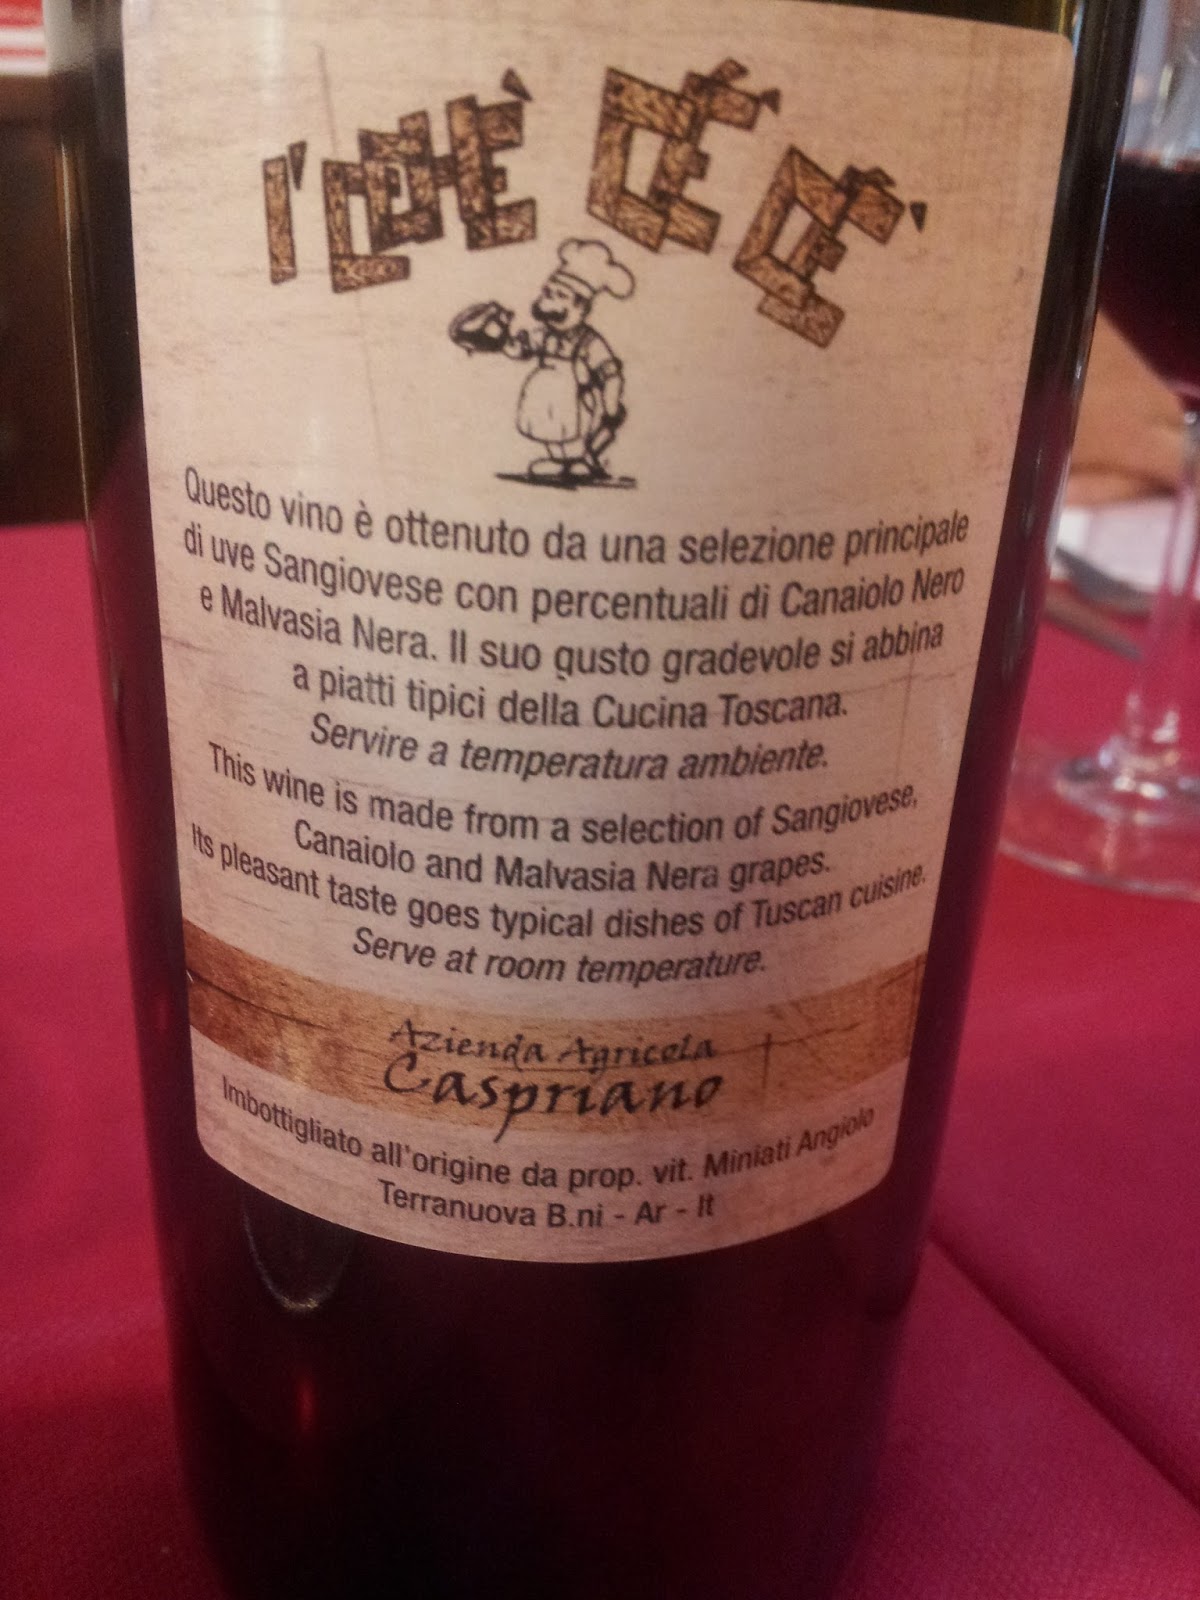 I' CCHE' C'E' C'E'
Questo vino è ottenuto da una selezione principale
di uve Sangiovese con percentuali di Canaiolo Nero
e Malvasia Nera. Il suo gusto gradevole si abbina
a piatti tipici della Cucina Toscana.
Servire a temperatura ambiente.
This wine is made from a selection of Sangiovese,
Canaiolo and Malvasia Nera grapes.
Its pleasant taste goes typical dishes of Tuscan cuisine.
Serve at room temperature.
Azienda Agricola
Caspriano
Imbottigliato all'origine da prop. vit. Miniati Angiolo
Terranuova B.ni - Ar - It